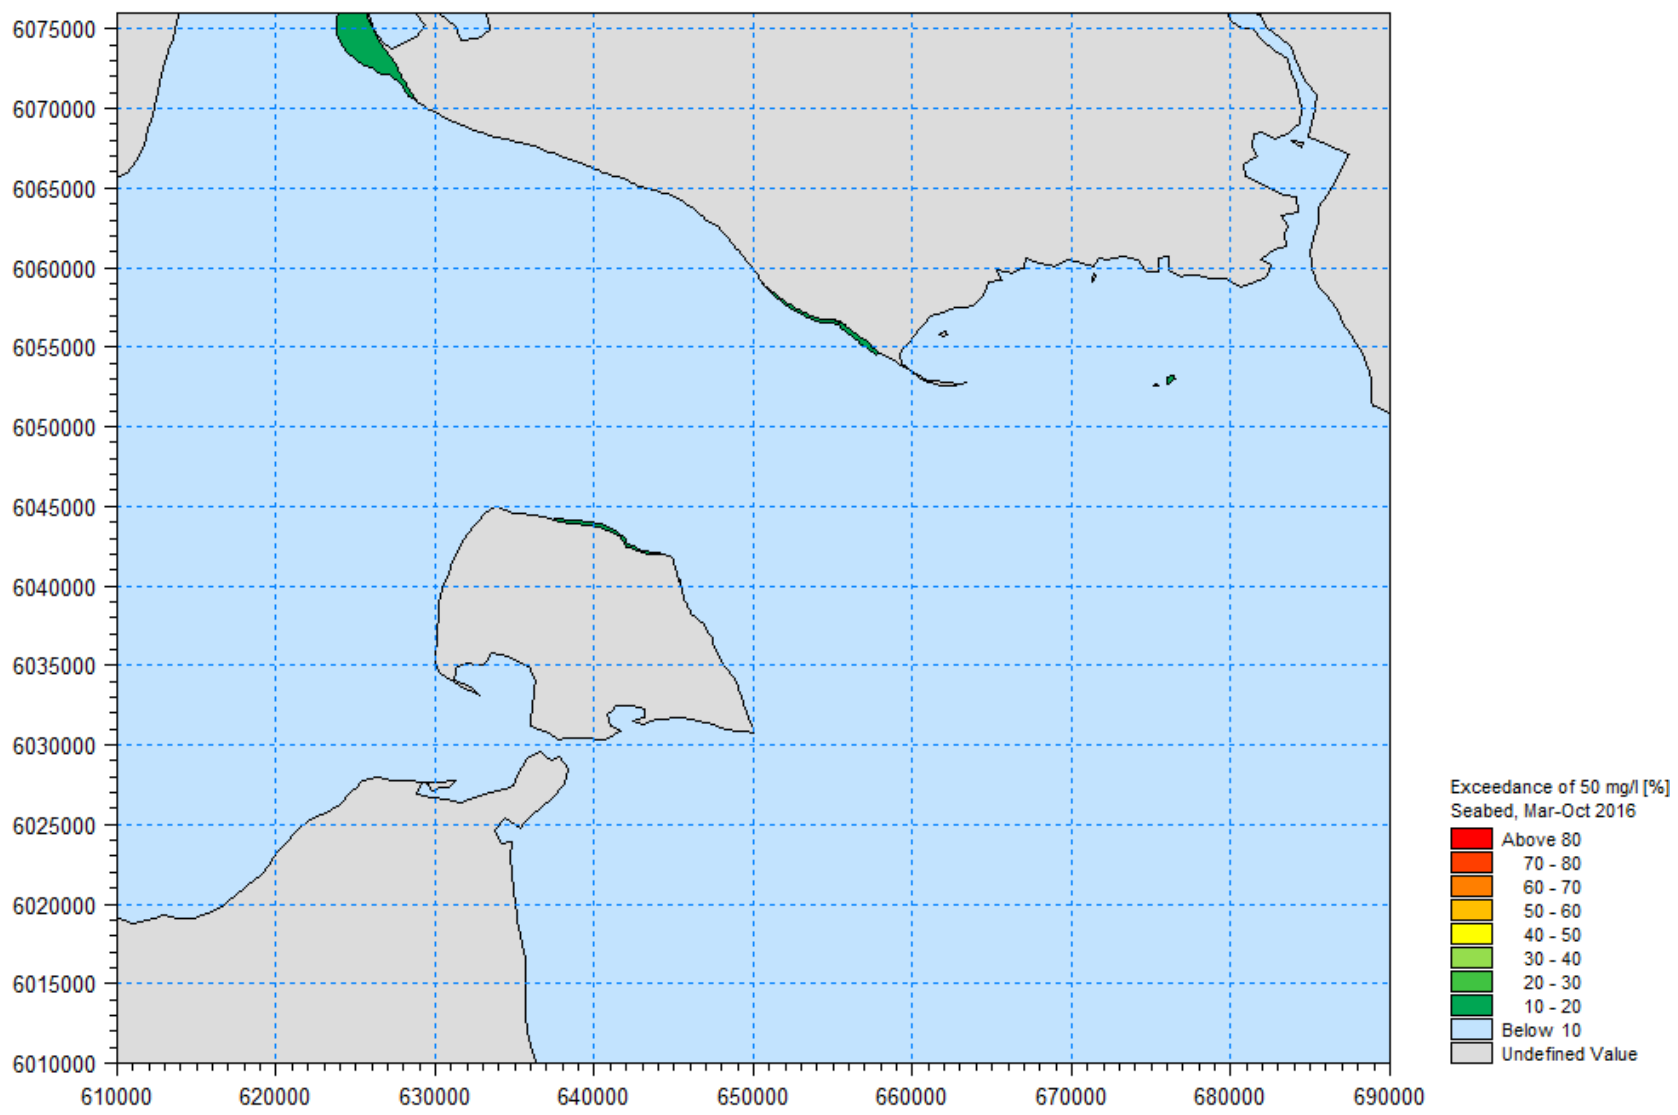 6075000
6070000
6065000
6060000
6055000
6050000
6045000
6040000
6035000
6030000
6025000
6020000
6015000
6010000
610000 620000 630000 640000 650000 660000 670000 680000 690000
Exceedance of 50 mg/l [%]
Seabed, Mar-Oct 2016
Above 80
70 - 80
60 - 70
50 - 60
40 - 50
30 - 40
20 - 30
10 - 20
Below 10
Undefined Value